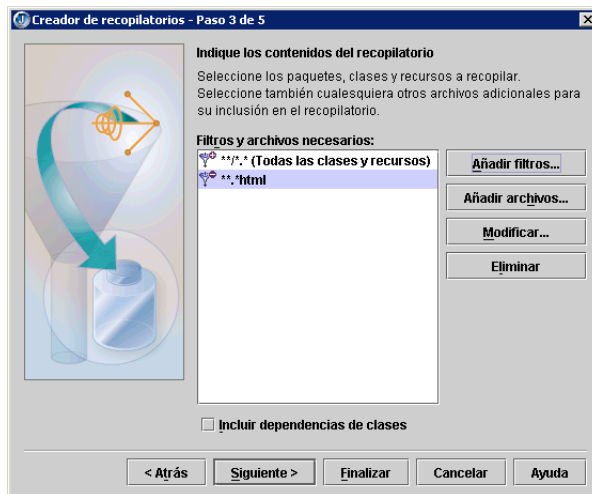 Creador de recopilatorios - Paso 3 de 5
Indique los contenidos del recopilatorio
Seleccione los paquetes, clases y recursos a recopilar.
Seleccione también cualesquiera otros archivos adicionales para
su inclusión en el recopilatorio.
Filtros y archivos necesarios:
**/*.* (Todas las clases y recursos)
**.*html
Añadir filtros...
Añadir archivos...
Modificar...
Eliminar
Incluir dependencias de clases
< Atrás
Siguiente >
Finalizar
Cancelar
Ayuda